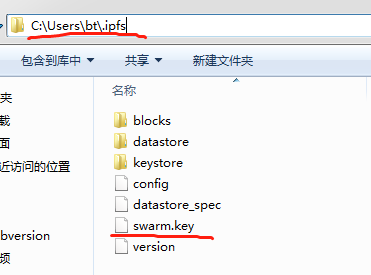 C:\Users\bt\.ipfs
包含到库中 共享 新建文件夹
名称
夹
载
面
近访问的位置
bversion
频
blocks
datastore
keystore
config
datastore_spec
swarm.key
version